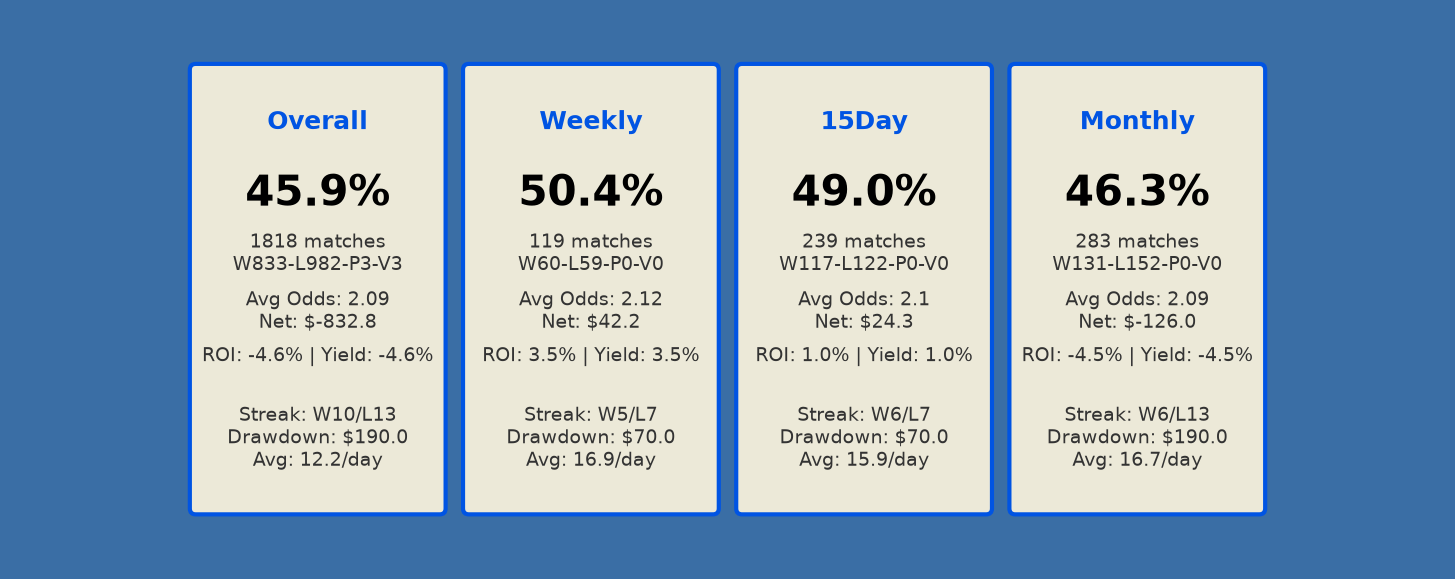 Overall
45.9%
1818 matches
W833-L982-P3-V3
Avg Odds: 2.09
Net: $-832.8
ROI: -4.6% | Yield: -4.6%
Streak: W10/L13
Drawdown: $190.0
Avg: 12.2/day
Weekly
50.4%
119 matches
W60-L59-P0-V0
Avg Odds: 2.12
Net: $42.2
ROI: 3.5% | Yield: 3.5%
Streak: W5/L7
Drawdown: $70.0
Avg: 16.9/day
15Day
49.0%
239 matches
W117-L122-P0-V0
Avg Odds: 2.1
Net: $24.3
ROI: 1.0% | Yield: 1.0%
Streak: W6/L7
Drawdown: $70.0
Avg: 15.9/day
Monthly
46.3%
283 matches
W131-L152-P0-V0
Avg Odds: 2.09
Net: $-126.0
ROI: -4.5% | Yield: -4.5%
Streak: W6/L13
Drawdown: $190.0
Avg: 16.7/day